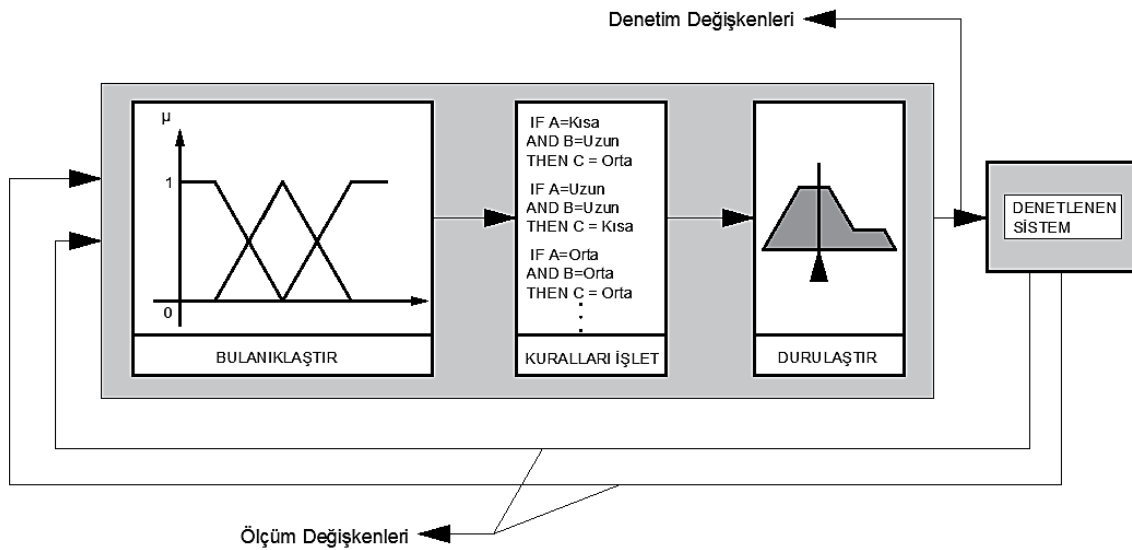 Denetim Değişkenleri
µ
1
0
BULANIKLAŞTIR
IF A=Kısa
AND B=Uzun
THEN C = Orta
IF A=Uzun
AND B=Uzun
THEN C = Kısa
IF A=Orta
AND B=Orta
THEN C = Orta
KURALLARI İŞLET
DURULAŞTIR
DENETLENEN
SİSTEM
Ölçüm Değişkenleri